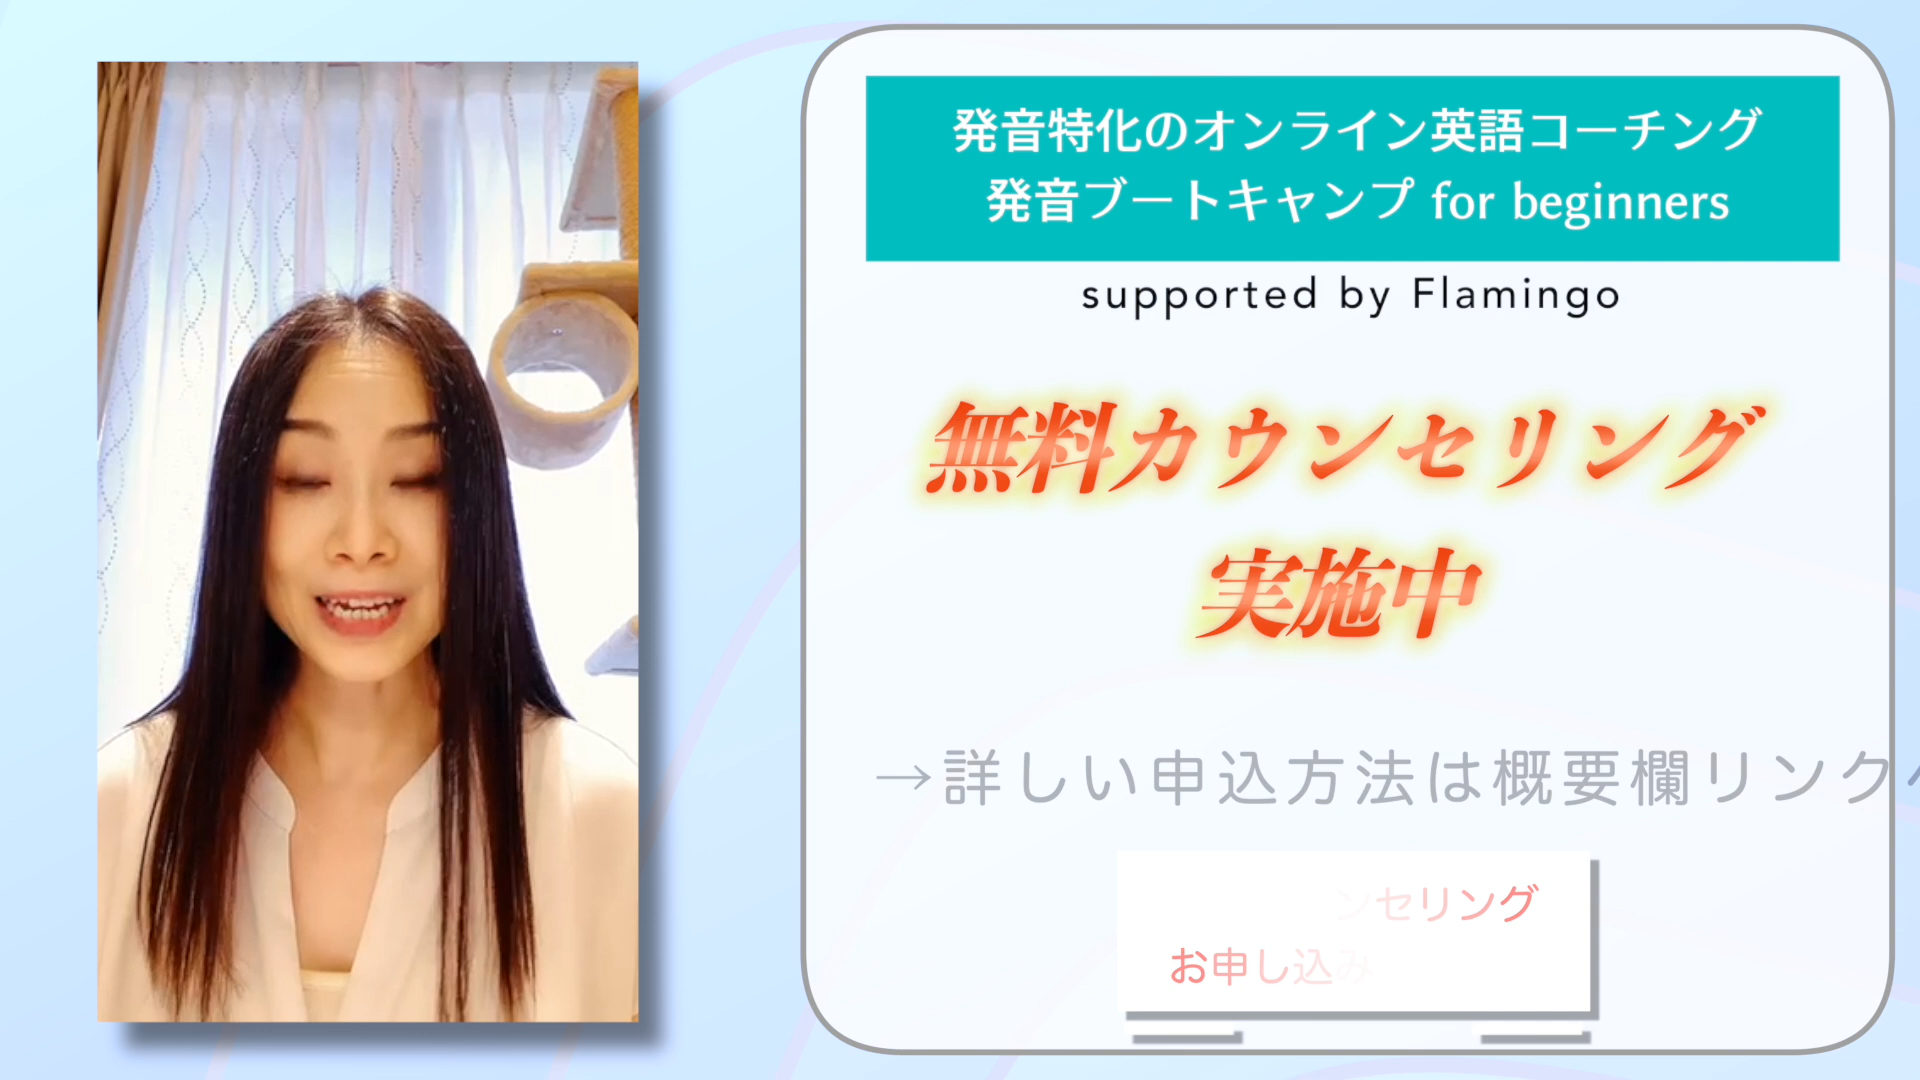 発音特化のオンライン英語コーチング
発音ブートキャンプ for beginners
supported by Flamingo
無料カウンセリング
実施中
→詳しい申込方法は概要欄リンク
ンセリング
お申し込み